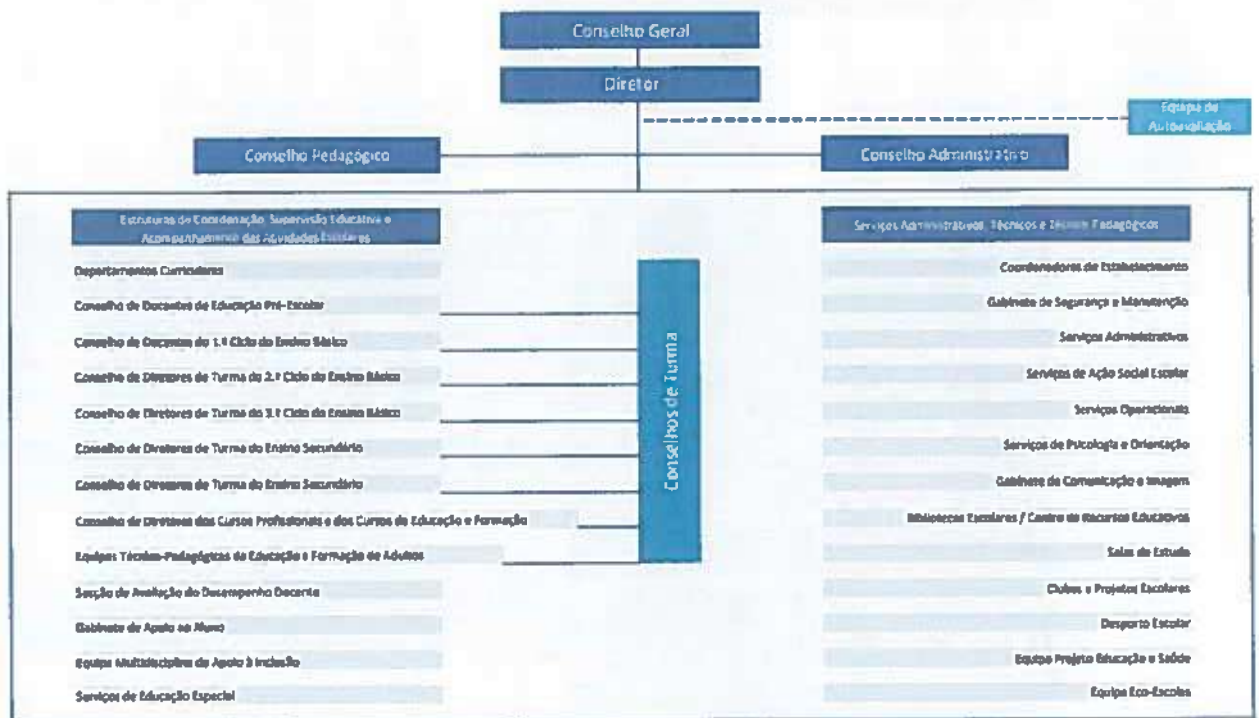 Conselho Geral
Diretor
Equipa de
Autoavaliação
Conselho Pedagógico
Conselho Administrativo
Estruturas de Coordenação, Supervisão Educativa e
Acompanhamento das Atividades Escolares
Departamentos Curriculares
Conselho de Docentes de Educação Pré-Escolar
Conselho de Docentes do 1.º Ciclo do Ensino Básico
Conselho de Diretores de Turma do 2.º Ciclo do Ensino Básico
Conselho de Diretores de Turma do 3.º Ciclo do Ensino Básico
Conselho de Diretores de Turma do Ensino Secundário
Conselho de Diretores de Turma do Ensino Secundário
Conselho de Diretores dos Cursos Profissionais e dos Cursos de Educação e Formação
Equipas Técnico-Pedagógicas de Educação e Formação de Adultos
Secção de Avaliação do Desempenho Docente
Gabinete de Apoio ao Aluno
Equipa Multidisciplinar de Apoio à Inclusão
Serviços de Educação Especial
Conselhos de Turma
Serviços Administrativos, Técnicos e Técnico Pedagógicos
Coordenadores de Estabelecimento
Gabinete de Segurança e Manutenção
Serviços Administrativos
Serviços de Ação Social Escolar
Serviços Operacionais
Serviços de Psicologia e Orientação
Gabinete de Comunicação e Imagem
Bibliotecas Escolares / Centro de Recursos Educativos
Salas de Estudo
Clubes e Projetos Escolares
Desporto Escolar
Equipa Projeto Educação e Saúde
Equipa Eco-Escolas